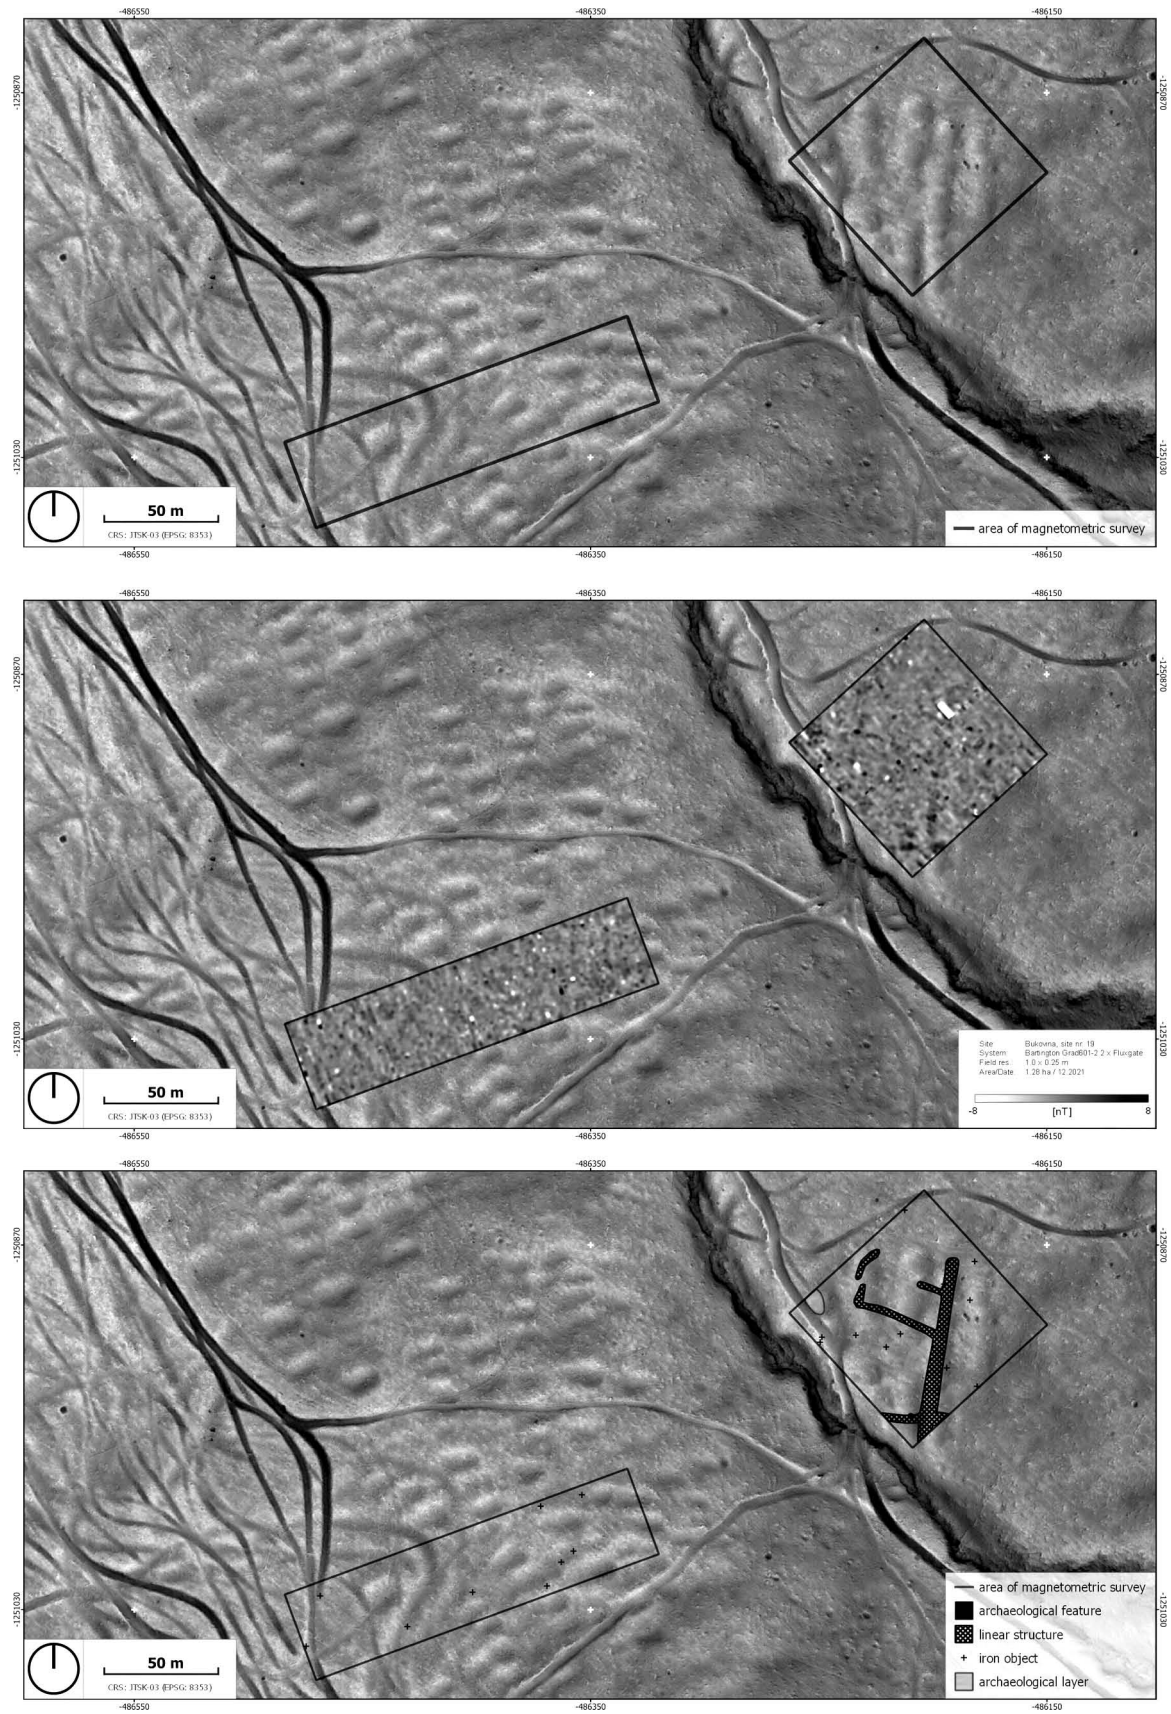 -486550 -486350 -486150
-1250870 -1250870
-1251030 -1251030
50 m
CRS: JTSK-03 (EPSG: 8353)
area of magnetometric survey
-486550 -486350 -486150
-486550 -486350 -486150
-1250870 -1250870
-1251030 -1251030
50 m
CRS: JTSK-03 (EPSG: 8353)
Site Bukovina, site nr. 19
System Bartington Grad601-2 2 x Fluxgate
Field res. 1.0 x 0.25 m
Area/Date 1.28 ha / 12.2021
-8 [nT] 8
-486550 -486350 -486150
-486550 -486350 -486150
-1250870 -1250870
-1251030 -1251030
50 m
CRS: JTSK-03 (EPSG: 8353)
area of magnetometric survey
archaeological feature
linear structure
iron object
archaeological layer
-486550 -486350 -486150